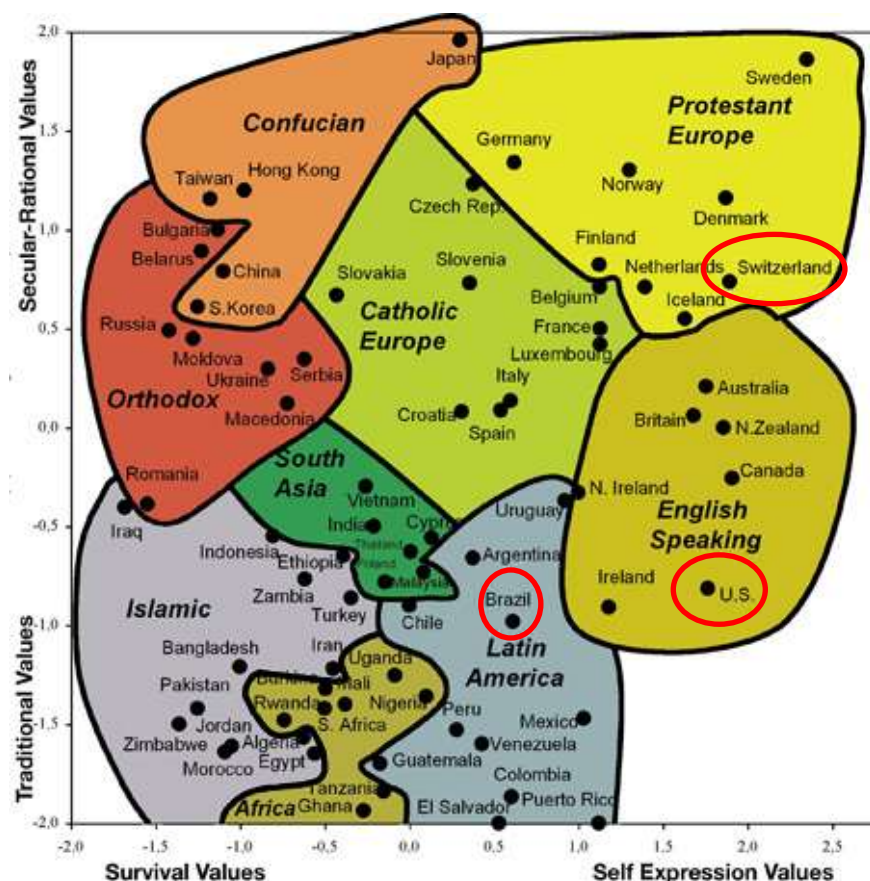 2.0
Japan
Sweden
Protestant
Europe
Confucian
1.5
Germany
Hong Kong
Taiwan
Norway
Czech Rep.
Denmark
1.0
Bulgaria
Finland
Belarus
China
Slovakia
Slovenia
Netherlands
Switzerland
Belgium
Iceland
S.Korea
Catholic
Europe
0.5
Russia
France
Moldova
Luxembourg
Ukraine
Serbia
Italy
Australia
Orthodox
Macedonia
Croatia
Spain
Britain
N.Zealand
0.0
South
Asia
Romania
Vietnam
Canada
N. Ireland
English
Speaking
Uruguay
-0.5
Iraq
India
Cypru
Indonesia
Thailand
Ethiopia
Poland
Argentina
Malaysia
Zambia
Ireland
U.S.
Islamic
Turkey
Brazil
Chile
-1.0
Latin
America
Bangladesh
Iran
Uganda
Burkina
Mali
Pakistan
Rwanda
Nigeria
Peru
Mexico
-1.5
Jordan
S. Africa
Zimbabwe
Algeria
Venezuela
Morocco
Egypt
Guatemala
Colombia
Tanzania
Puerto Rico
Africa
Ghana
El Salvador
-2.0
Secular-Rational Values
Traditional Values
-2.0 -1.5 -1.0 -0.5 0.0 0.5 1.0 1.5 2.0 2,5
Survival Values
Self Expression Values